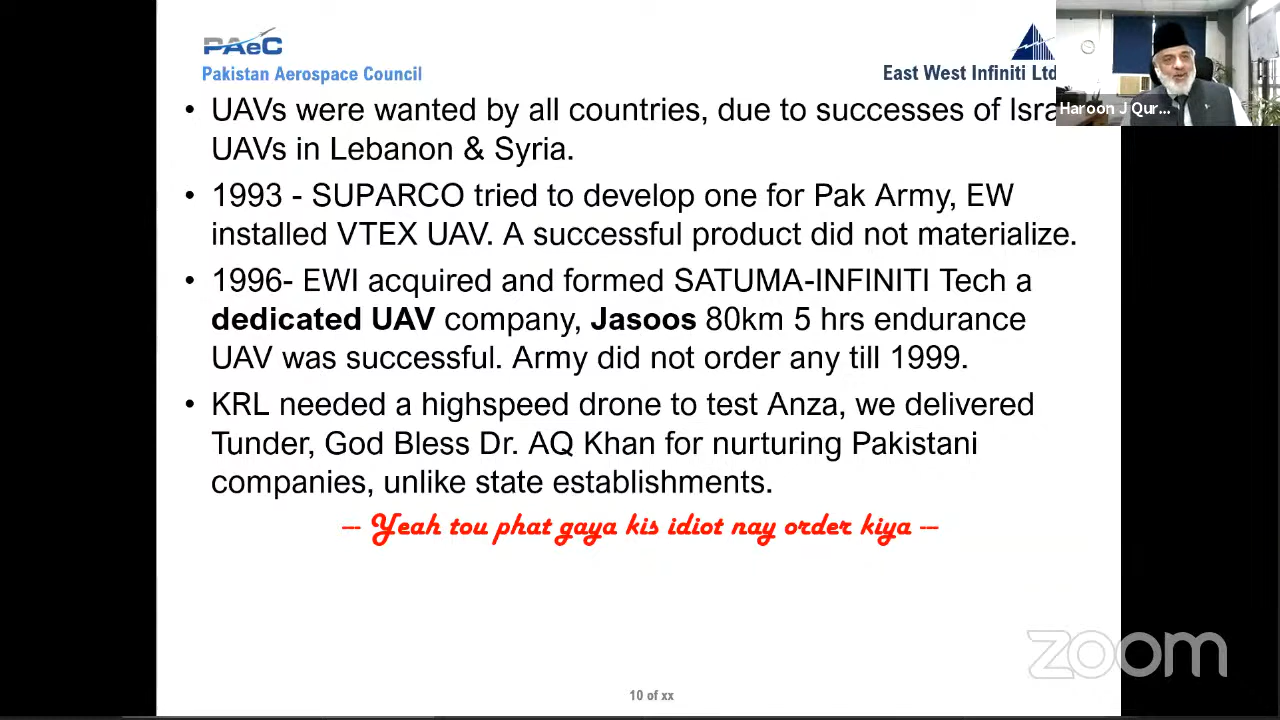 PAeC
Pakistan Aerospace Council
East West Infiniti Ltd
Haroon J Qur...
• UAVs were wanted by all countries, due to successes of Isra
UAVs in Lebanon & Syria.
• 1993 - SUPARCO tried to develop one for Pak Army, EW
installed VTEX UAV. A successful product did not materialize.
• 1996- EWI acquired and formed SATUMA-INFINITI Tech a
dedicated UAV company, Jasoos 80km 5 hrs endurance
UAV was successful. Army did not order any till 1999.
• KRL needed a highspeed drone to test Anza, we delivered
Tunder, God Bless Dr. AQ Khan for nurturing Pakistani
companies, unlike state establishments.
--- Yeah tou phat gaya kis idiot nay order kiya ---
zoom
10 of xx